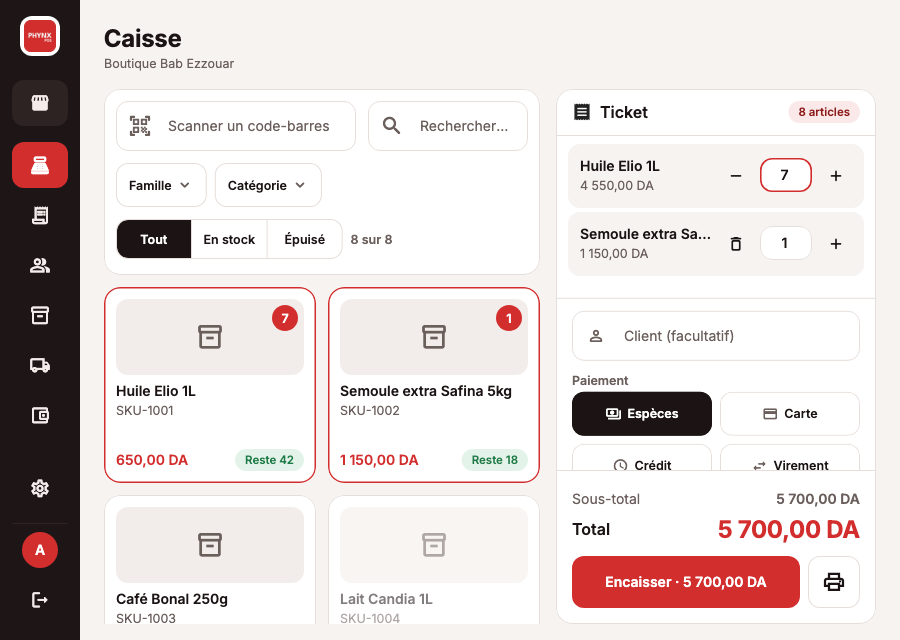 PHYNX
POS
Caisse
Boutique Bab Ezzouar
Scanner un code-barres
Rechercher...
Famille
Catégorie
Tout
En stock
Épuisé
8 sur 8
7
Huile Elio 1L
SKU-1001
650,00 DA
Reste 42
1
Semoule extra Safina 5kg
SKU-1002
1 150,00 DA
Reste 18
Café Bonal 250g
SKU-1003
Lait Candia 1L
SKU-1004
Ticket
8 articles
Huile Elio 1L
4 550,00 DA
7
Semoule extra Sa...
1 150,00 DA
1
Client (facultatif)
Paiement
Espèces
Carte
Crédit
Virement
Sous-total
5 700,00 DA
Total
5 700,00 DA
Encaisser · 5 700,00 DA
A